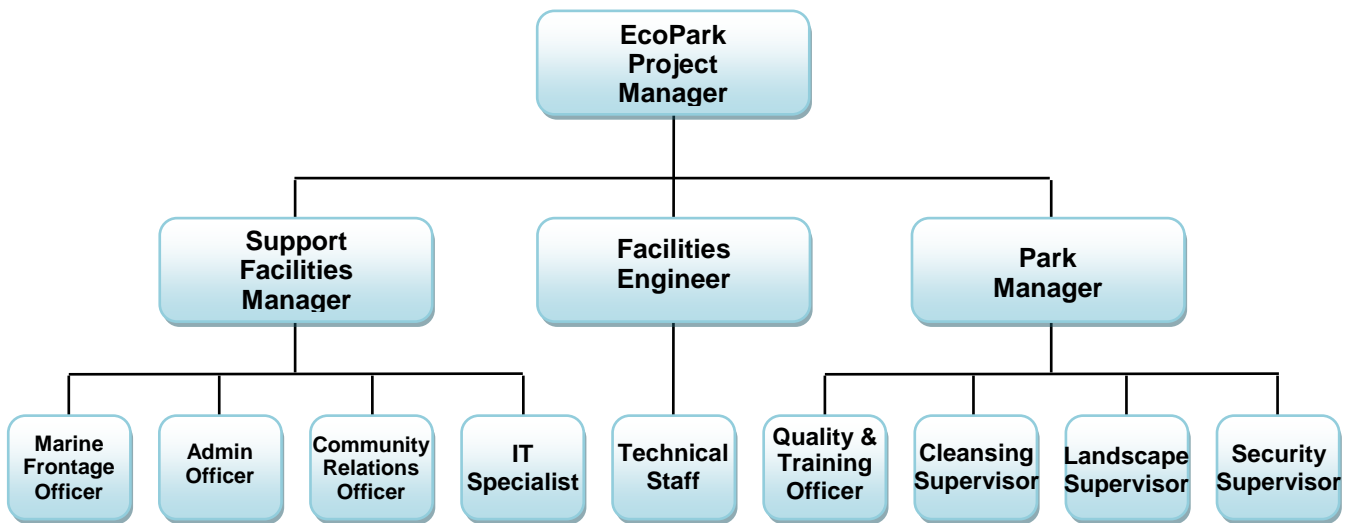 EcoPark
Project
Manager
Support
Facilities
Manager
Facilities
Engineer
Park
Manager
Marine
Frontage
Officer
Admin
Officer
Community
Relations
Officer
IT
Specialist
Technical
Staff
Quality &
Training
Officer
Cleansing
Supervisor
Landscape
Supervisor
Security
Supervisor